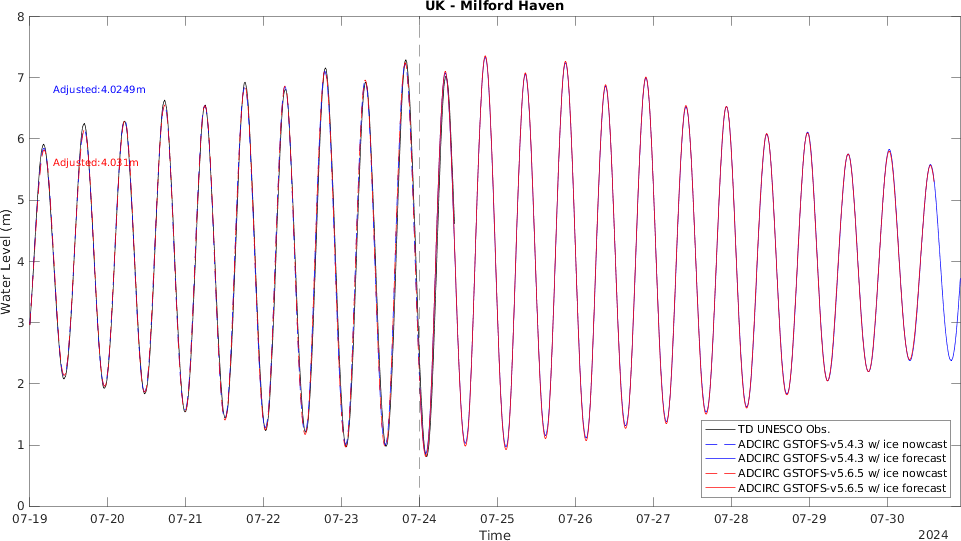 UK - Milford Haven
8
7
6
5
4
3
2
1
0
Water Level (m)
Adjusted:4.0249m
Adjusted:4.031m
TD UNESCO Obs.
ADCIRC GSTOFS-v5.4.3 w/ ice nowcast
ADCIRC GSTOFS-v5.4.3 w/ ice forecast
ADCIRC GSTOFS-v5.6.5 w/ ice nowcast
ADCIRC GSTOFS-v5.6.5 w/ ice forecast
07-19 07-20 07-21 07-22 07-23 07-24 07-25 07-26 07-27 07-28 07-29 07-30
Time
2024